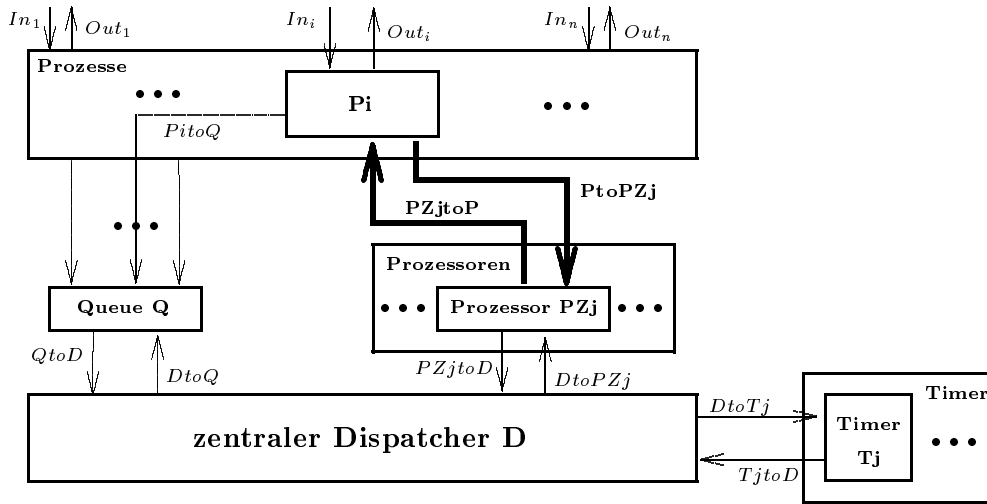 In1 Out1 Ini Outi Inn Outn
Prozesse
Pi
PitoQ
PtoPZj
PZjtoP
Prozessoren
Queue Q
Prozessor PZj
QtoD
DtoQ
PZjtoD
DtoPZj
zentraler Dispatcher D
DtoTj
TjtoD
Timer
Timer
Tj